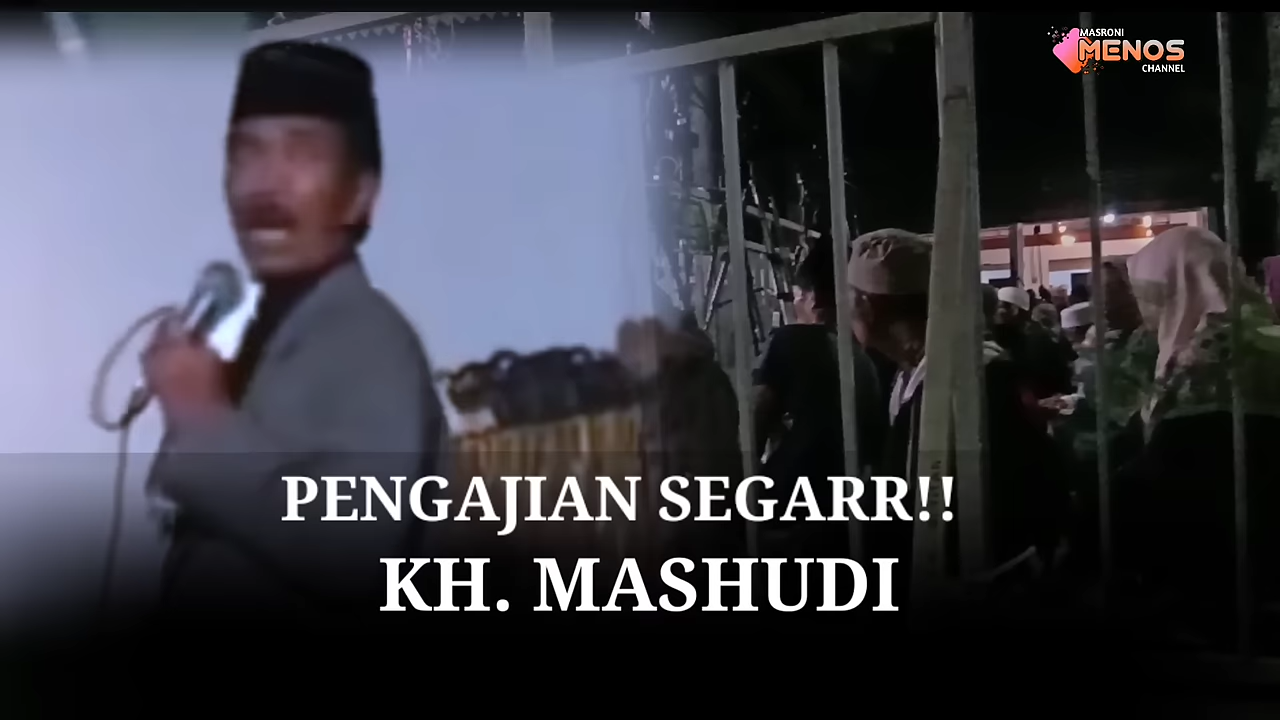 MASRONI
MENOS
CHANNEL
PENGAJIAN SEGARR!!
KH. MASHUDI